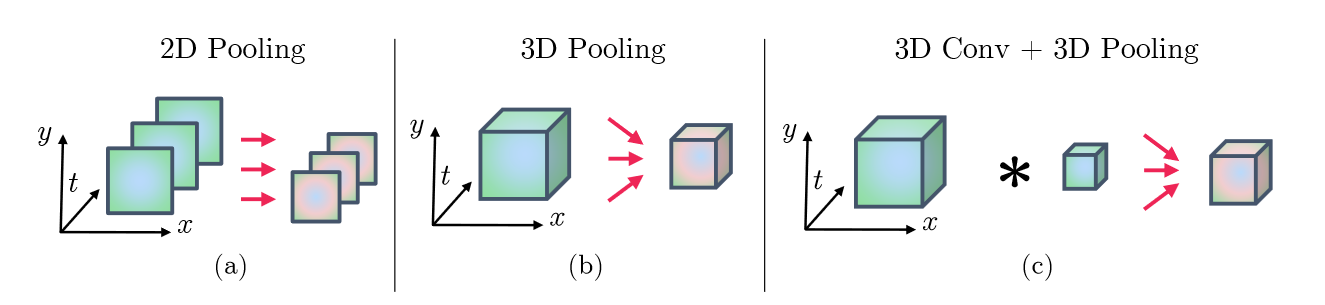 2D Pooling
3D Pooling
3D Conv + 3D Pooling
y
t
x
y
t
x
y
t
x
*
(a)
(b)
(c)